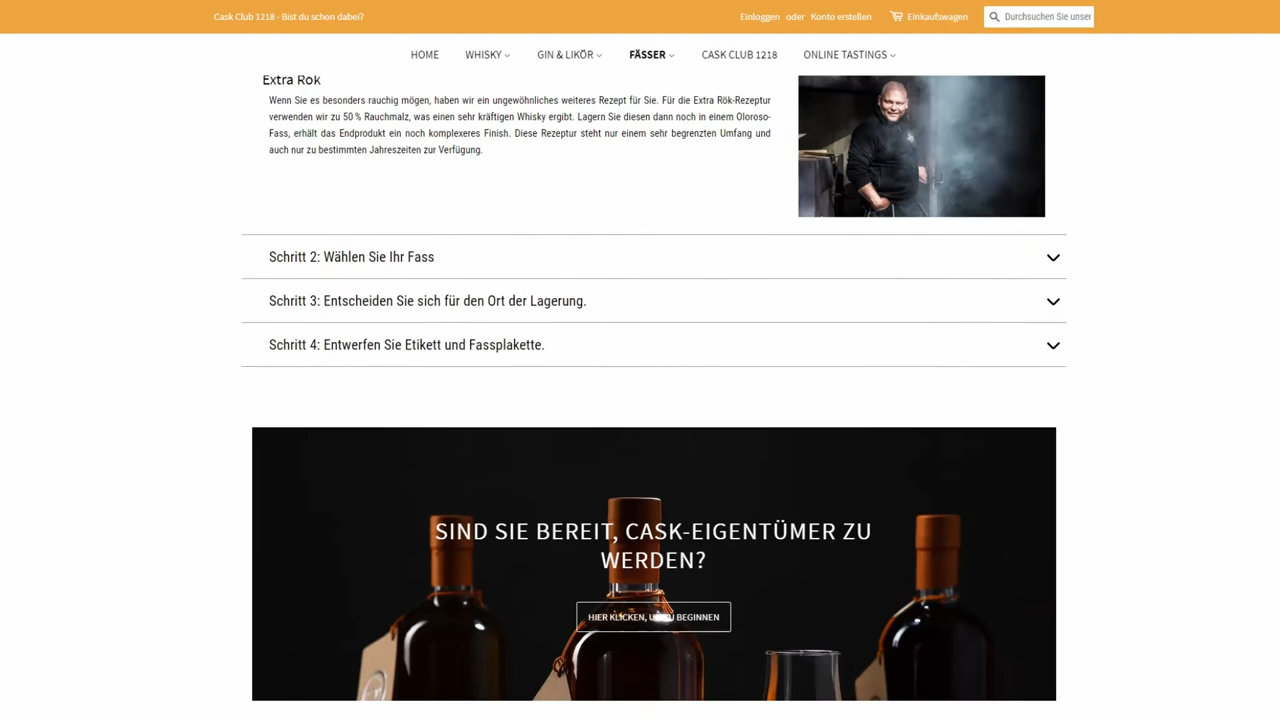 Cask Club 1218 - Bist du schon dabei?
Einloggen oder Konto erstellen
Einkaufswagen
Durchsuchen Sie unser
HOME
WHISKY
GIN & LIKÖR
FÄSSER
CASK CLUB 1218
ONLINE TASTINGS
Extra Rok
Wenn Sie es besonders rauchig mögen, haben wir ein ungewöhnliches weiteres Rezept für Sie. Für die Extra Rök-Rezeptur
verwenden wir zu 50 % Rauchmalz, was einen sehr kräftigen Whisky ergibt. Lagern Sie diesen dann noch in einem Oloroso-
Fass, erhält das Endprodukt ein noch komplexeres Finish. Diese Rezeptur steht nur einem sehr begrenzten Umfang und
auch nur zu bestimmten Jahreszeiten zur Verfügung.
Schritt 2: Wählen Sie Ihr Fass
Schritt 3: Entscheiden Sie sich für den Ort der Lagerung.
Schritt 4: Entwerfen Sie Etikett und Fassplakette.
SIND SIE BEREIT, CASK-EIGENTÜMER ZU
WERDEN?
HIER KLICKEN, UM ZU BEGINNEN